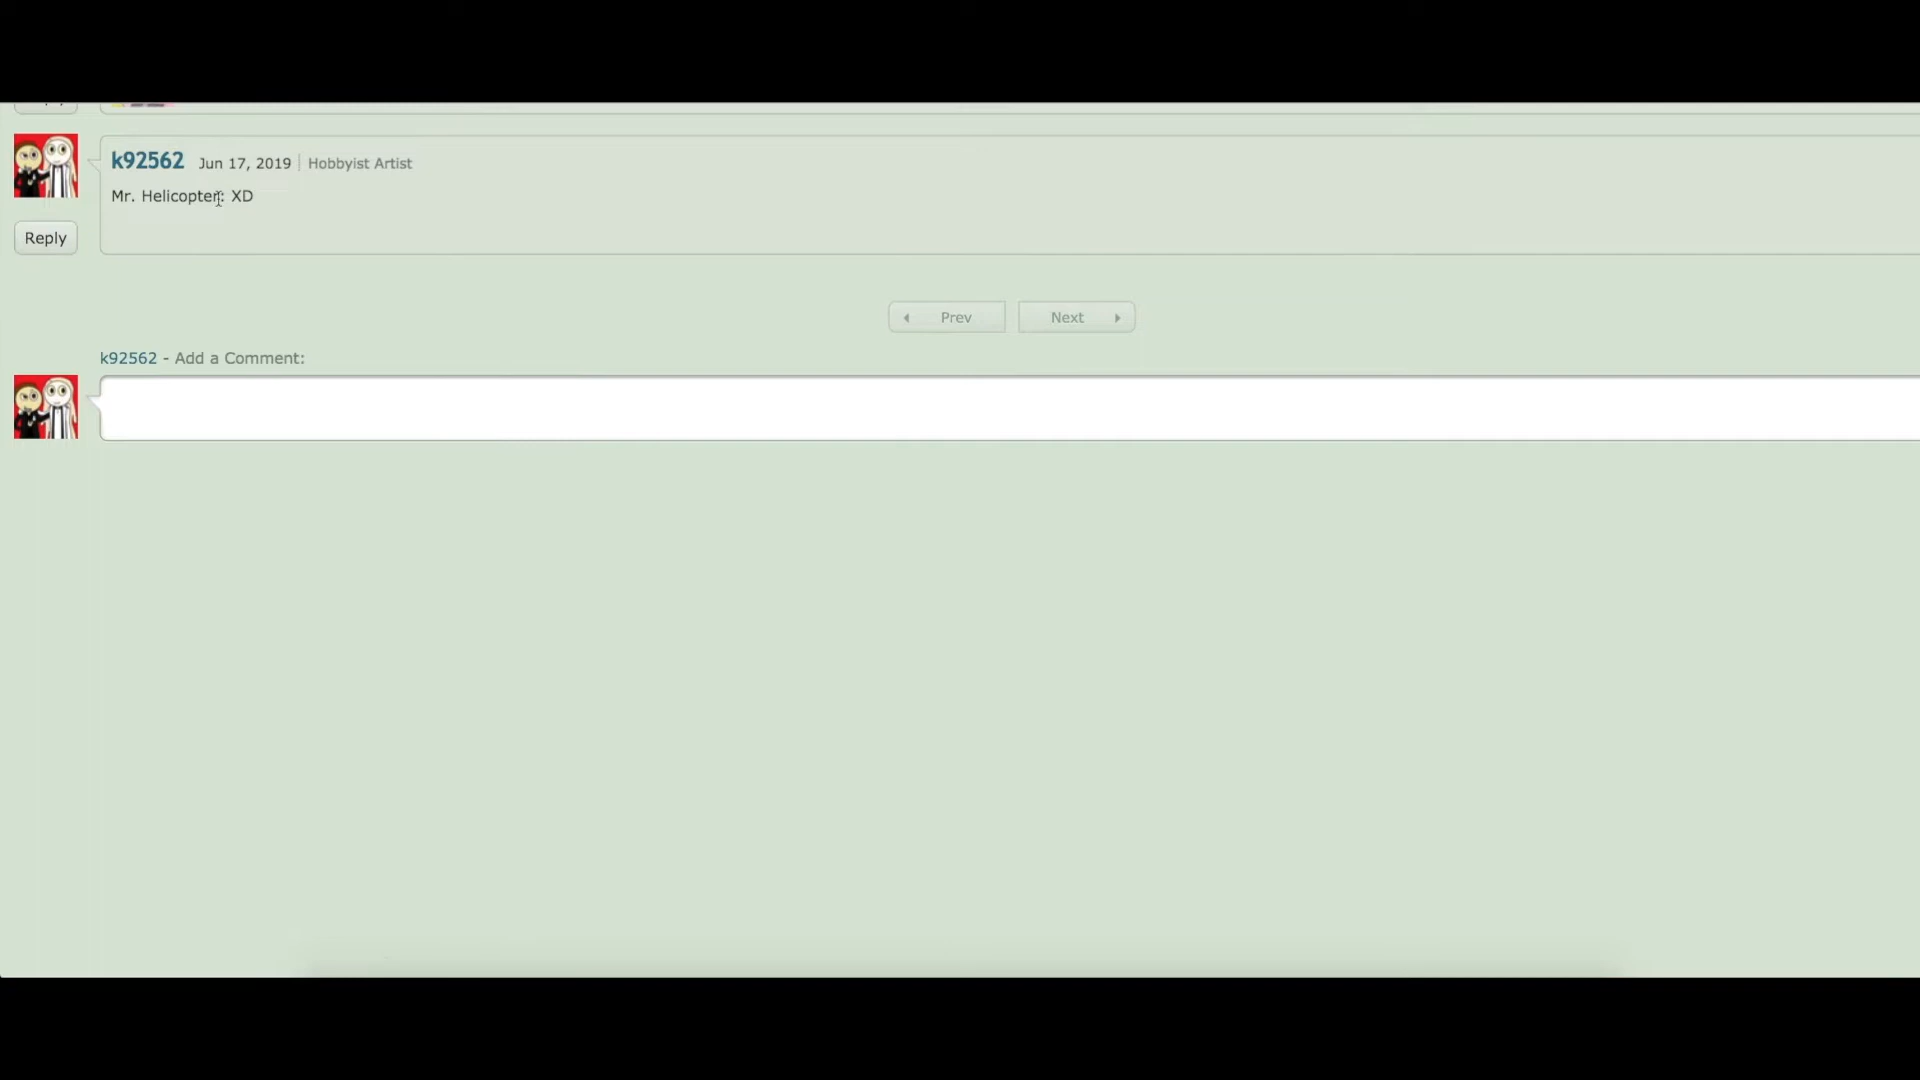 k92562 Jun 17, 2019 | Hobbyist Artist
Mr. Helicopter: XD
Reply
Prev Next
k92562 - Add a Comment: